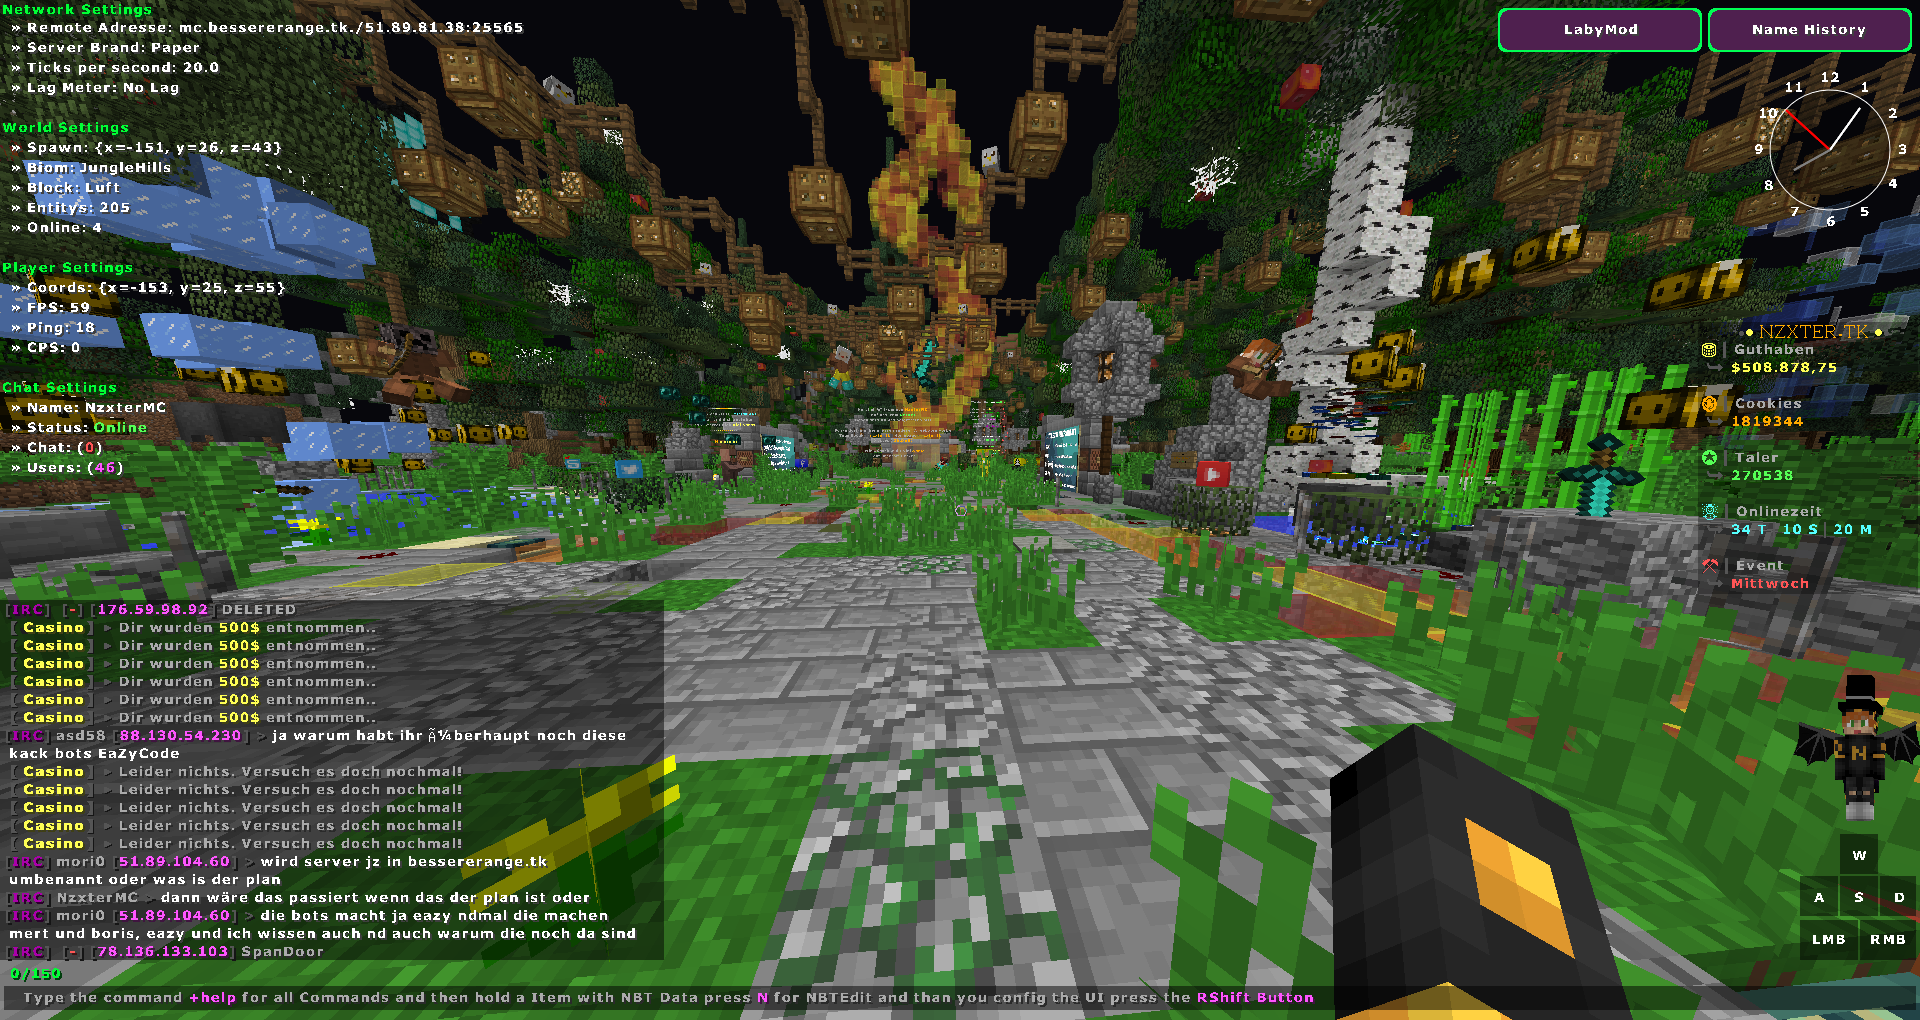 Network Settings
» Remote Adresse: mc.bessererange.tk./51.89.81.38:25565
» Server Brand: Paper
» Ticks per second: 20.0
» Lag Meter: No Lag
World Settings
» Spawn: {x=-151, y=26, z=43}
» Biom: JungleHills
» Block: Luft
» Entitys: 205
» Online: 4
Player Settings
» Coords: {x=-153, y=25, z=55}
» FPS: 59
» Ping: 18
» CPS: 0
Chat Settings
» Name: NzxterMC
» Status: Online
» Chat: (0)
» Users: (46)
LabyMod
Name History
12
11 1
10 2
9 3
8 4
7 5
6
• NZXTER-TK •
Guthaben
$508.878,75
Cookies
1819344
Taler
270538
Onlinezeit
34 T | 10 S | 20 M
Event
Mittwoch
[IRC] [-] [176.59.98.92] DELETED
[ Casino ] ▸ Dir wurden 500$ entnommen..
[ Casino ] ▸ Dir wurden 500$ entnommen..
[ Casino ] ▸ Dir wurden 500$ entnommen..
[ Casino ] ▸ Dir wurden 500$ entnommen..
[ Casino ] ▸ Dir wurden 500$ entnommen..
[ Casino ] ▸ Dir wurden 500$ entnommen..
[IRC] asd58 [88.130.54.230] > ja warum habt ihr Ã¼berhaupt noch diese
kack bots EaZyCode
[ Casino ] ▸ Leider nichts. Versuch es doch nochmal!
[ Casino ] ▸ Leider nichts. Versuch es doch nochmal!
[ Casino ] ▸ Leider nichts. Versuch es doch nochmal!
[ Casino ] ▸ Leider nichts. Versuch es doch nochmal!
[ Casino ] ▸ Leider nichts. Versuch es doch nochmal!
[IRC] mori0 [51.89.104.60] > wird server jz in bessererange.tk
umbenannt oder was is der plan
[IRC] NzxterMC > dann wäre das passiert wenn das der plan ist oder
[IRC] mori0 [51.89.104.60] > die bots macht ja eazy ndmal die machen
mert und boris, eazy und ich wissen auch nd auch warum die noch da sind
[IRC] [-] [78.136.133.103] SpanDoor
0/150
Type the command +help for all Commands and then hold a Item with NBT Data press N for NBTEdit and than you config the UI press the RShift Button
W
A S D
LMB RMB